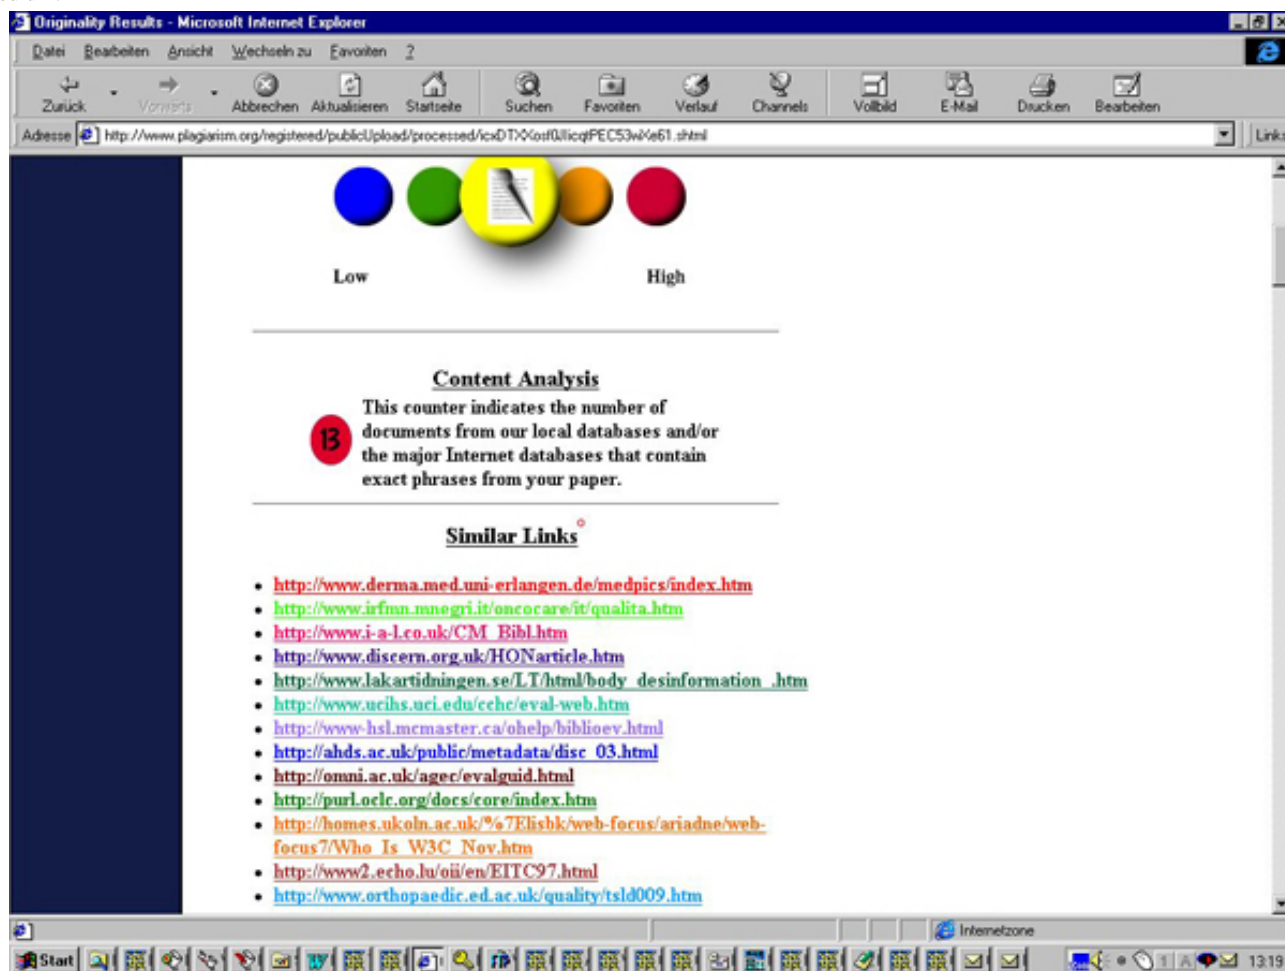 Originality Results - Microsoft Internet Explorer
Datei Bearbeiten Ansicht Wechseln zu Favoriten ?
Zurück Vorwärts Abbrechen Aktualisieren Startseite Suchen Favoriten Verlauf Channels Vollbild E-Mail Drucken Bearbeiten
Adresse Links
Low High
Content Analysis
This counter indicates the number of
13 documents from our local databases and/or
the major Internet databases that contain
exact phrases from your paper.
Similar Links
http://www.derma.med.uni-erlangen.de/medpics/index.htm
http://www.irfmn.mnegri.it/oncocare/it/qualita.htm
http://www.i-a-l.co.uk/CM_Bibl.htm
http://www.discern.org.uk/HONarticle.htm
http://www.lakartidningen.se/LT/html/body_desinformation_.htm
http://www.ucihs.uci.edu/cchc/eval-web.htm
http://www-hsl.mcmaster.ca/ohelp/biblioev.html
http://ahds.ac.uk/public/metadata/disc_03.html
http://omni.ac.uk/agec/evalguid.html
http://purl.oclc.org/docs/core/index.htm
http://homes.ukoln.ac.uk/%7Elisbk/web-focus/ariadne/web-
focus7/Who_Is_W3C_Nov.htm
http://www2.echo.lu/oii/en/EITC97.html
http://www.orthopaedic.ed.ac.uk/quality/tsld009.htm
Internetzone
Start 13:19